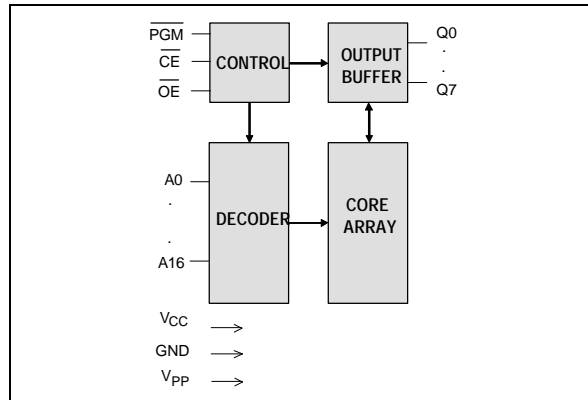 PGM
CE
OE
CONTROL
OUTPUT
BUFFER
Q0
.
.
Q7
A0
.
.
A16
DECODER
CORE
ARRAY
VCC
GND
VPP